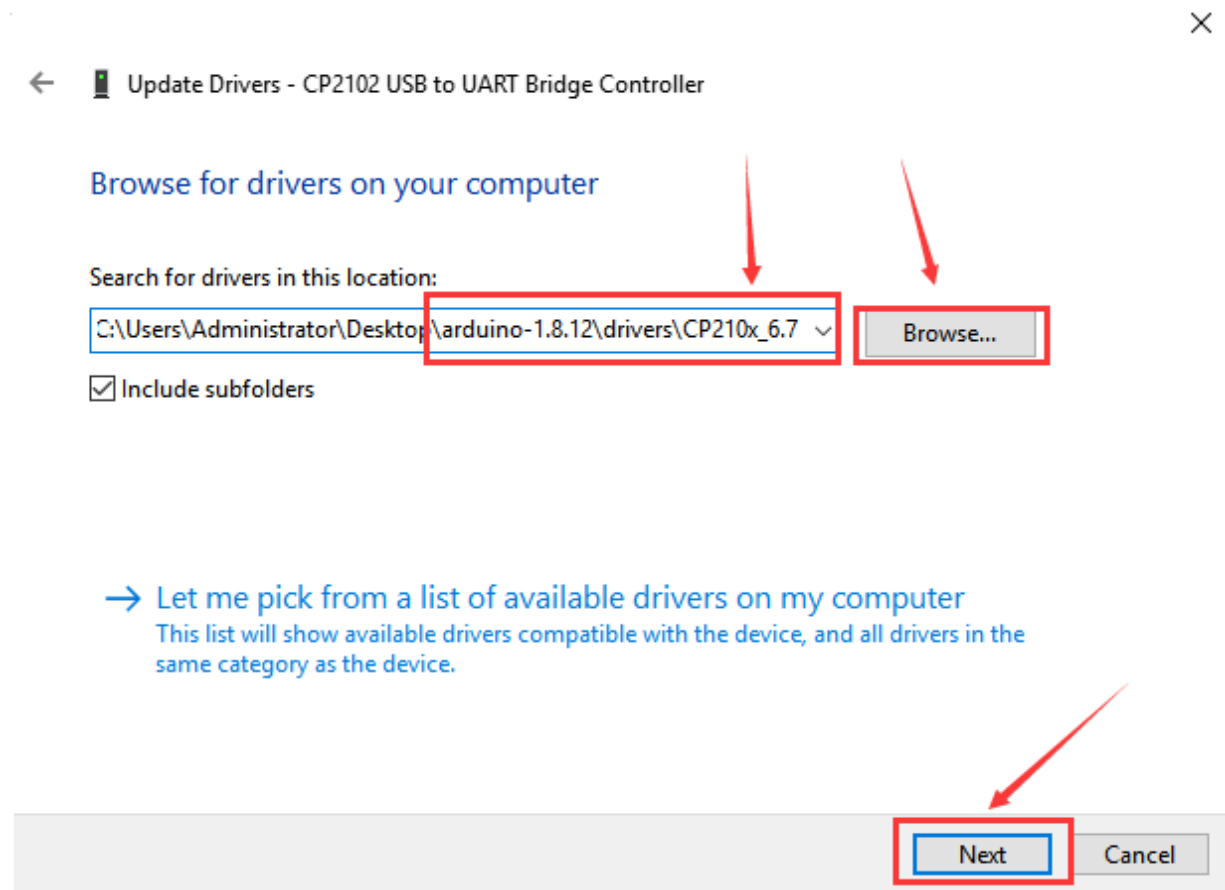 Update Drivers - CP2102 USB to UART Bridge Controller
Browse for drivers on your computer
Search for drivers in this location:
C:\Users\Administrator\Desktop\arduino-1.8.12\drivers\CP210x_6.7
Browse...
Include subfolders
Let me pick from a list of available drivers on my computer
This list will show available drivers compatible with the device, and all drivers in the
same category as the device.
Next
Cancel